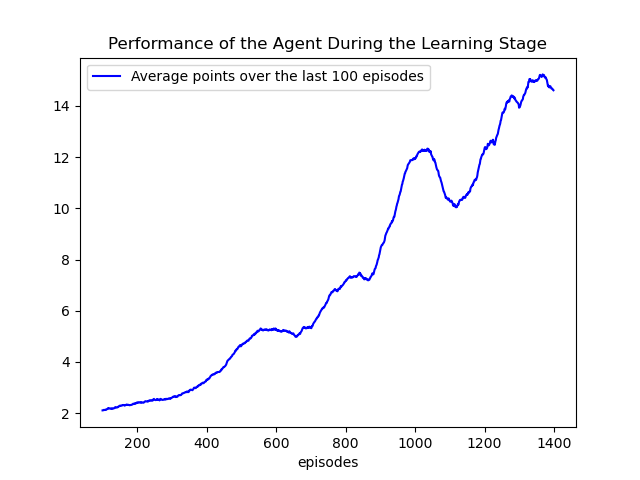 Performance of the Agent During the Learning Stage
Average points over the last 100 episodes
14
12
10
8
6
4
2
200 400 600 800 1000 1200 1400
episodes